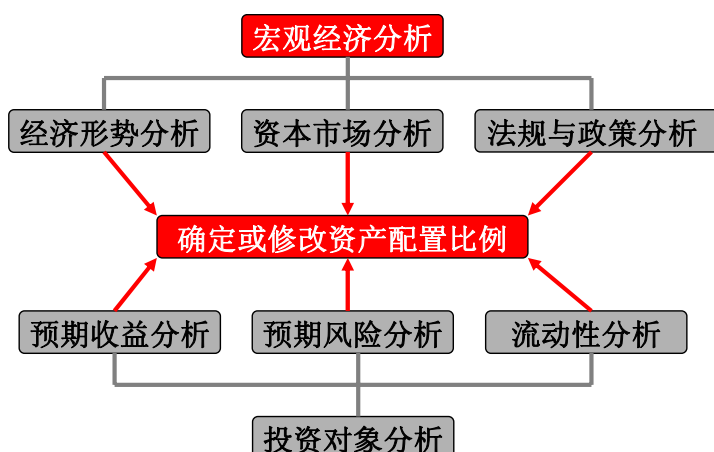 宏观经济分析
经济形势分析
资本市场分析
法规与政策分析
确定或修改资产配置比例
预期收益分析
预期风险分析
流动性分析
投资对象分析